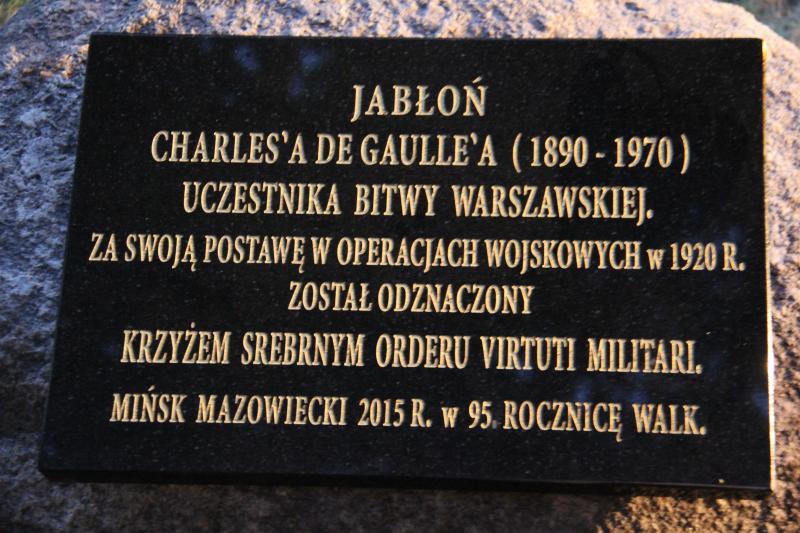 JABŁOŃ
CHARLES'A DE GAULLE'A ( 1890 - 1970 )
UCZESTNIKA BITWY WARSZAWSKIEJ.
ZA SWOJĄ POSTAWĘ W OPERACJACH WOJSKOWYCH w 1920 R.
ZOSTAŁ ODZNACZONY
KRZYŻEM SREBRNYM ORDERU VIRTUTI MILITARI.
MIŃSK MAZOWIECKI 2015 R. w 95. ROCZNICĘ WALK.